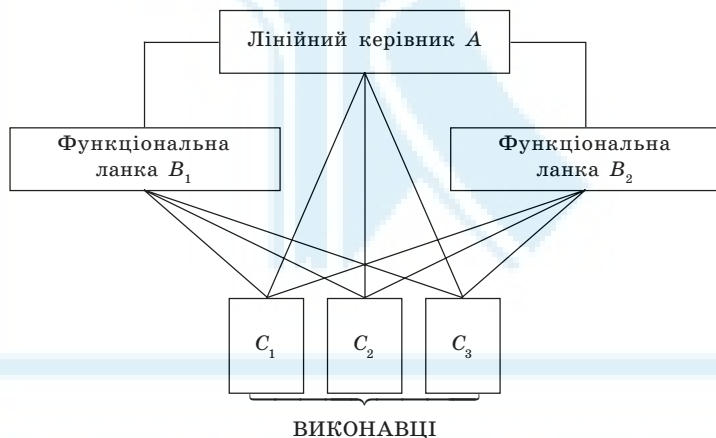 Лінійний керівник A
Функціональна
ланка B₁
Функціональна
ланка B₂
C₁
C₂
C₃
ВИКОНАВЦІ